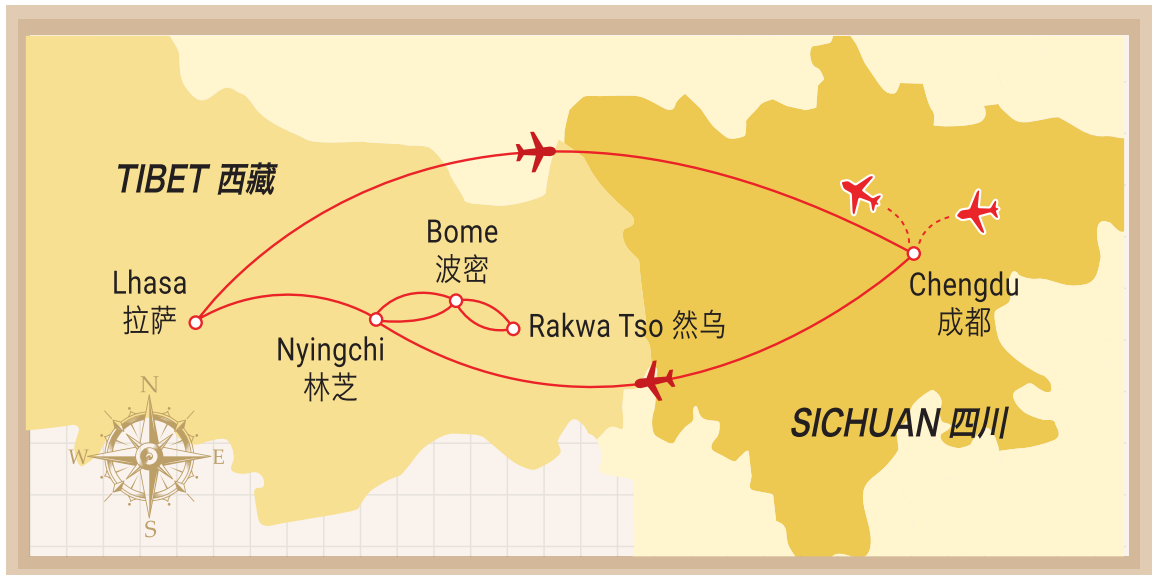 TIBET 西藏
Bome
波密
Lhasa
拉萨
Chengdu
成都
Rakwa Tso 然乌
Nyingchi
林芝
SICHUAN 四川
N
W
E
S